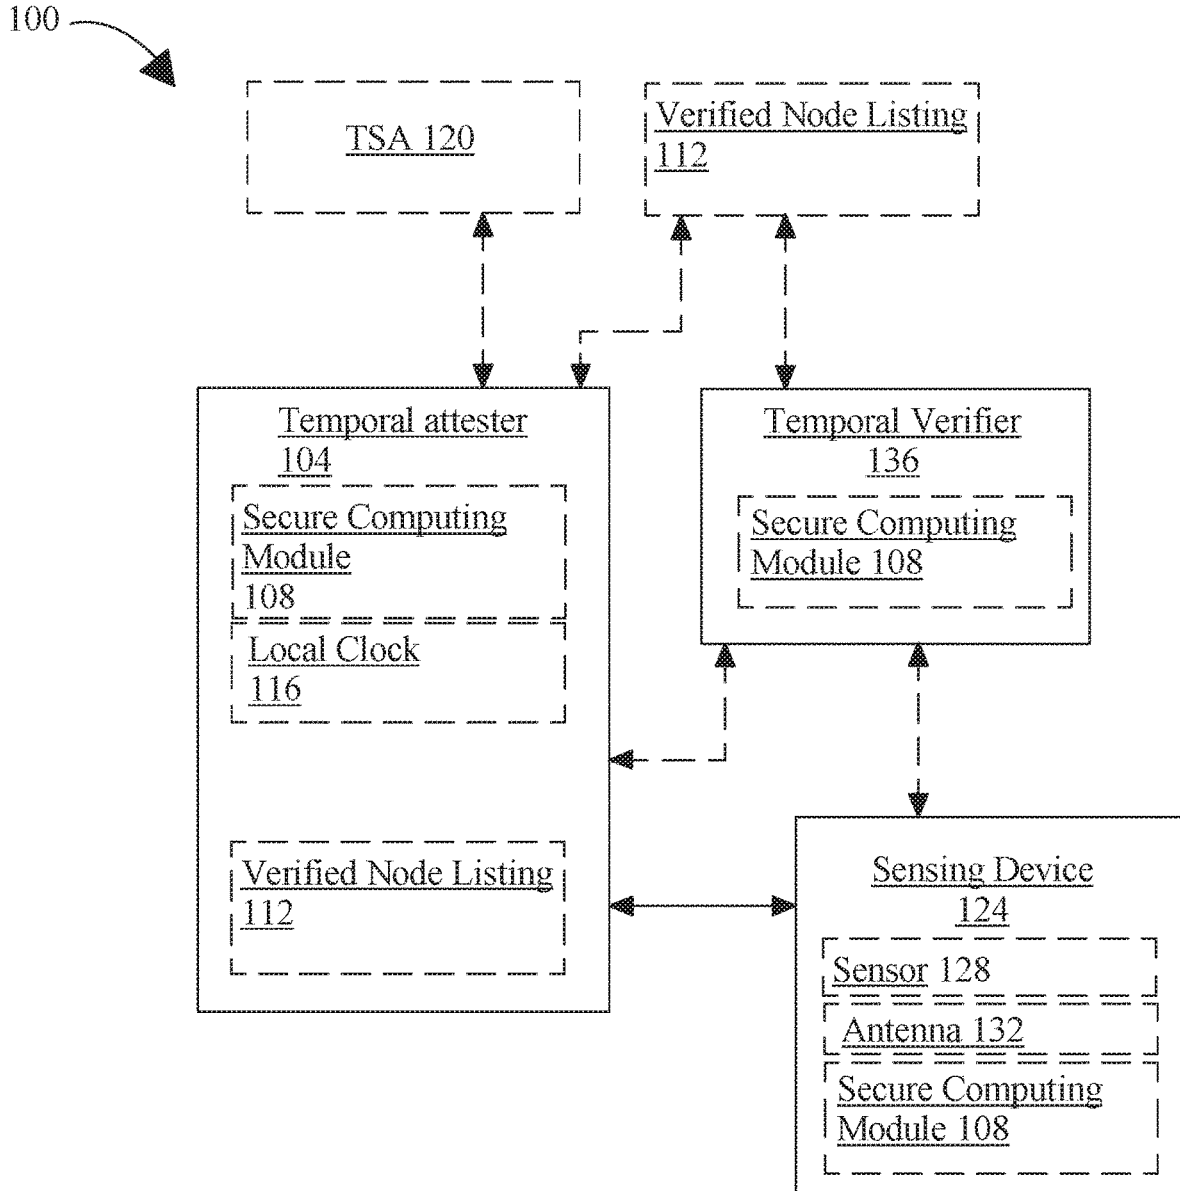 100
TSA 120
Verified Node Listing
112
Temporal attester
104
Secure Computing
Module
108
Local Clock
116
Verified Node Listing
112
Temporal Verifier
136
Secure Computing
Module 108
Sensing Device
124
Sensor 128
Antenna 132
Secure Computing
Module 108